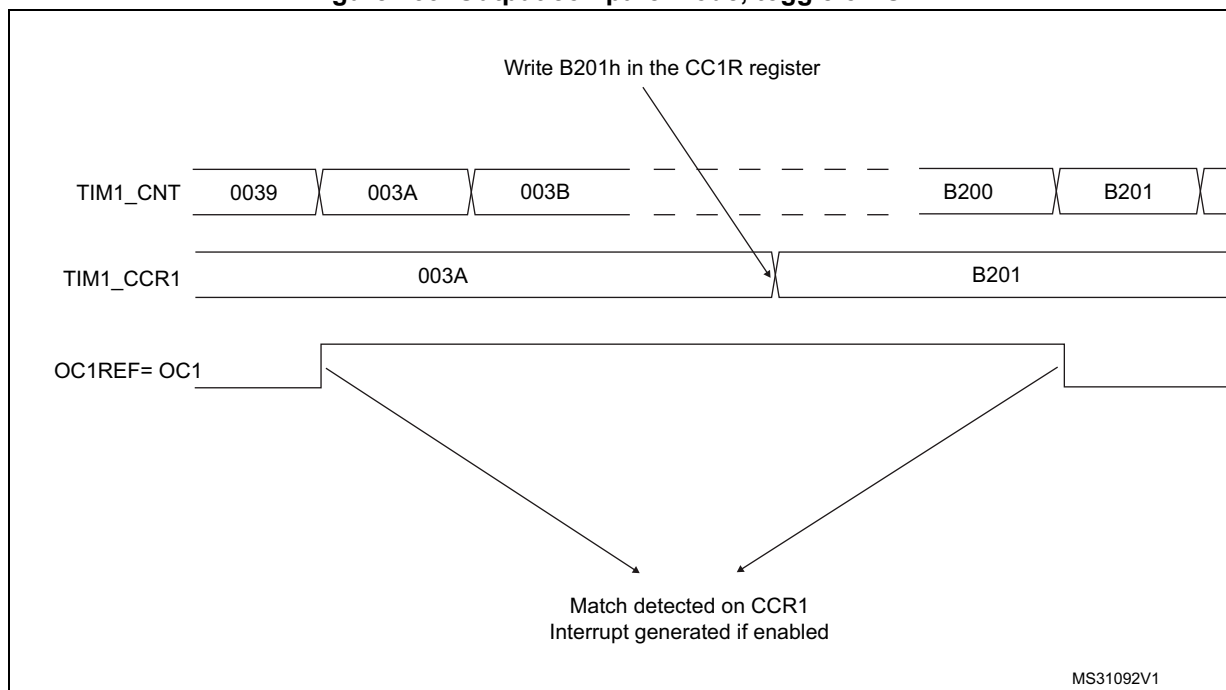 Write B201h in the CC1R register
TIM1_CNT 0039 003A 003B B200 B201
TIM1_CCR1 003A B201
OC1REF= OC1
Match detected on CCR1
Interrupt generated if enabled
MS31092V1